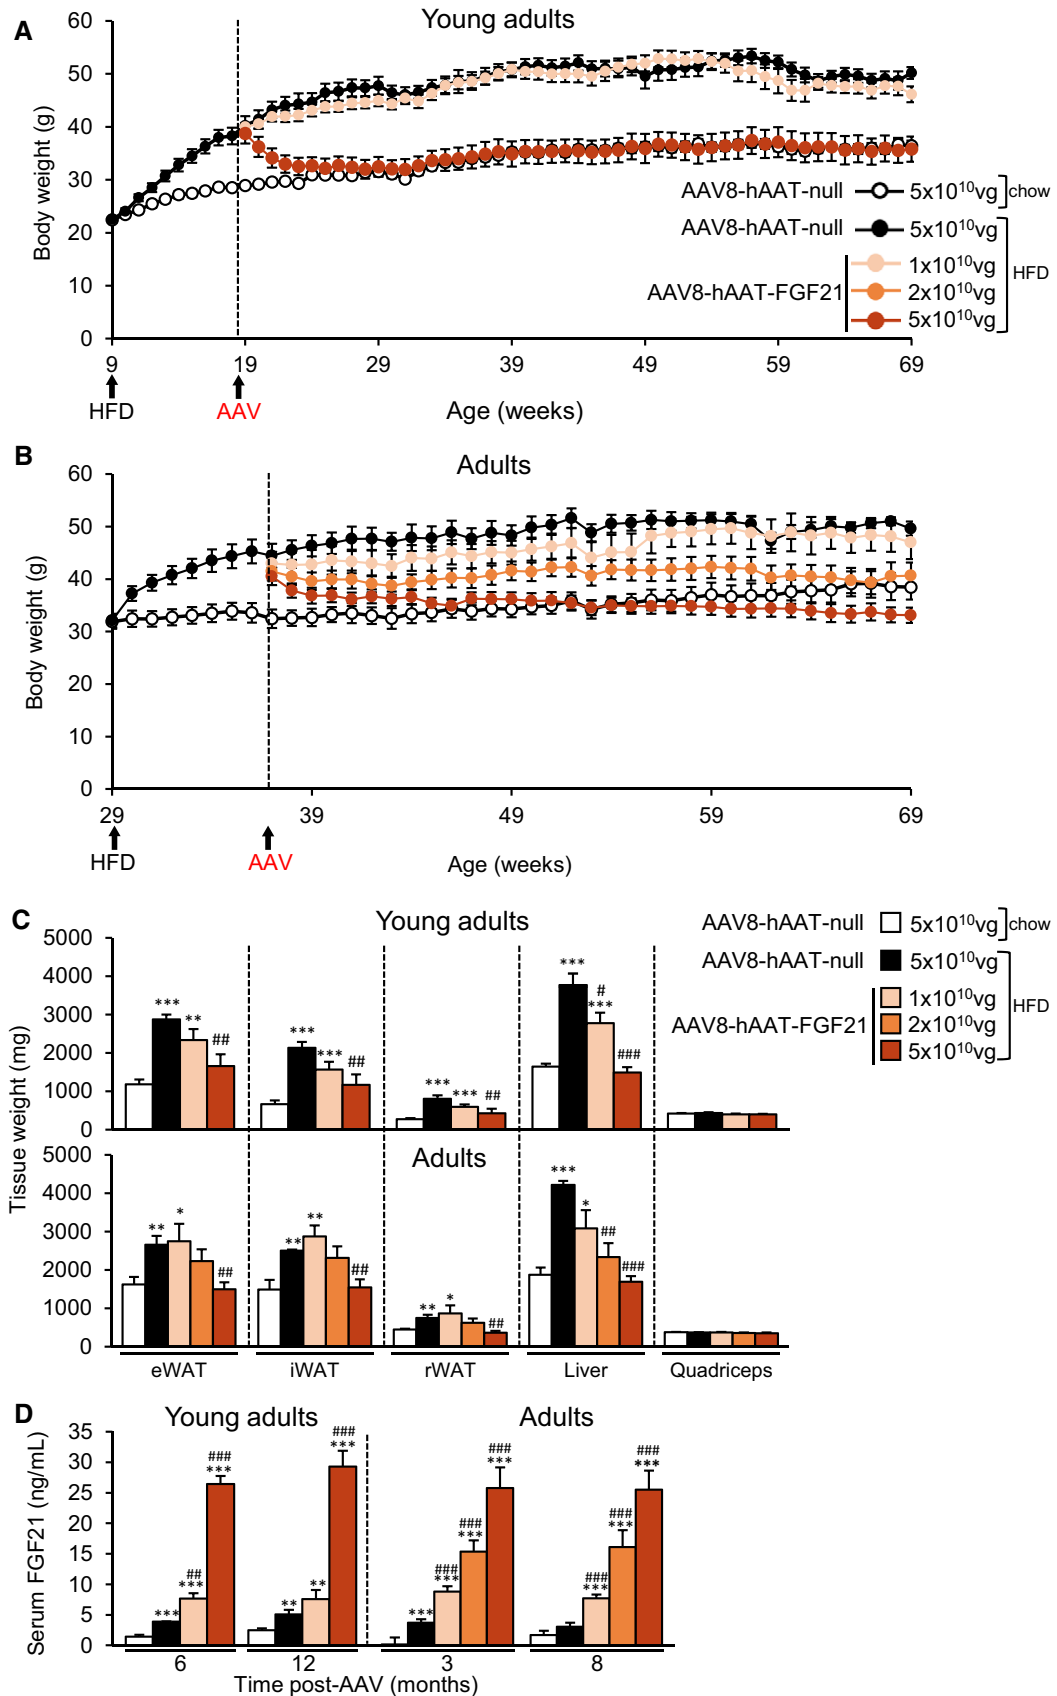 A
Young adults
60
50
40
30
20
10
0
Body weight (g)
AAV8-hAAT-null 5x10¹⁰vg chow
AAV8-hAAT-null 5x10¹⁰vg
1x10¹⁰vg HFD
AAV8-hAAT-FGF21 2x10¹⁰vg
5x10¹⁰vg
9 19 29 39 49 59 69
HFD AAV Age (weeks)
B
Adults
60
50
40
30
20
10
0
Body weight (g)
29 39 49 59 69
HFD AAV Age (weeks)
C
Young adults
AAV8-hAAT-null 5x10¹⁰vg chow
AAV8-hAAT-null 5x10¹⁰vg
1x10¹⁰vg HFD
AAV8-hAAT-FGF21 2x10¹⁰vg
5x10¹⁰vg
Tissue weight (mg)
5000
4000
3000
2000
1000
0
*** ** ##
*** *** ##
*** *** ##
*** # *** ###
Adults
5000
4000
3000
2000
1000
0
** * ##
** ** ##
** * ##
*** * ## ###
eWAT iWAT rWAT Liver Quadriceps
D
Young adults Adults
35
30
25
20
15
10
5
0
Serum FGF21 (ng/mL)
*** ## *** ### ***
** ** ### ***
*** ### *** ### *** ### ***
### *** ### *** ### ***
6 12 3 8
Time post-AAV (months)